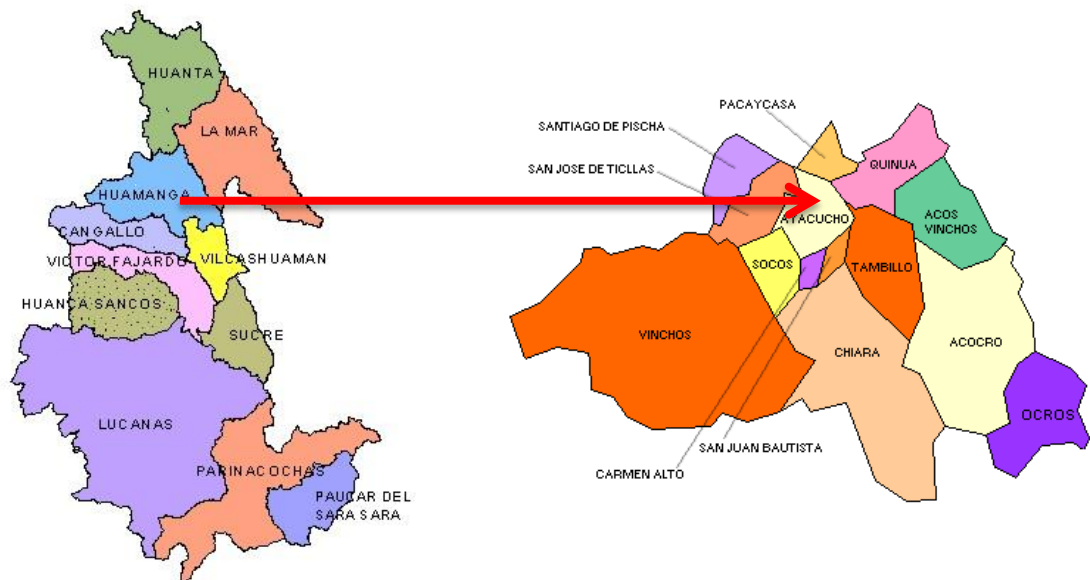 HUANTA
LA MAR
HUAMANGA
CANGALLO
VICTOR FAJARDO
VILCASHUAMAN
HUANCA SANCOS
SUCRE
LUCANAS
PARINACOCHAS
PAUCAR DEL
SARA SARA
PACAYCASA
SANTIAGO DE PISCHA
SAN JOSE DE TICLLAS
QUINUA
AYACUCHO
ACOS
VINCHOS
SOCOS
TAMBILLO
VINCHOS
CHIARA
ACOCRO
OCROS
SAN JUAN BAUTISTA
CARMEN ALTO